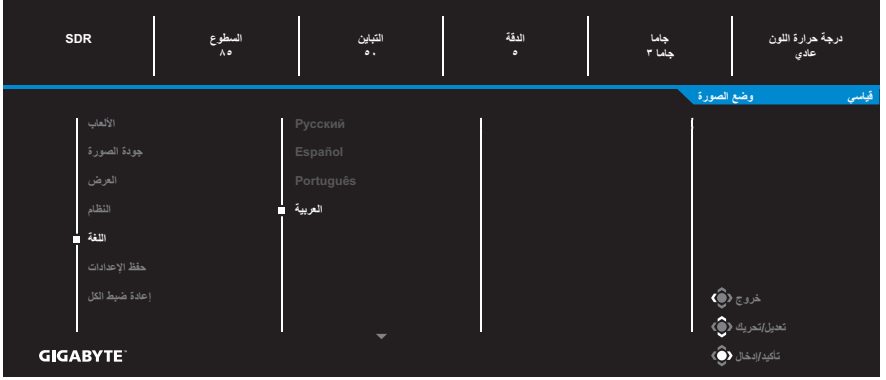 SDR
السطوع
٨٥
التباين
٥٠
الدقة
٥
جاما
جاما ٣
درجة حرارة اللون
عادي
وضع الصورة
قياسي
الألعاب
جودة الصورة
العرض
النظام
اللغة
حفظ الإعدادات
إعادة ضبط الكل
Русский
Español
Português
العربية
خروج
تعديل/تحريك
تأكيد/إدخال
GIGABYTE